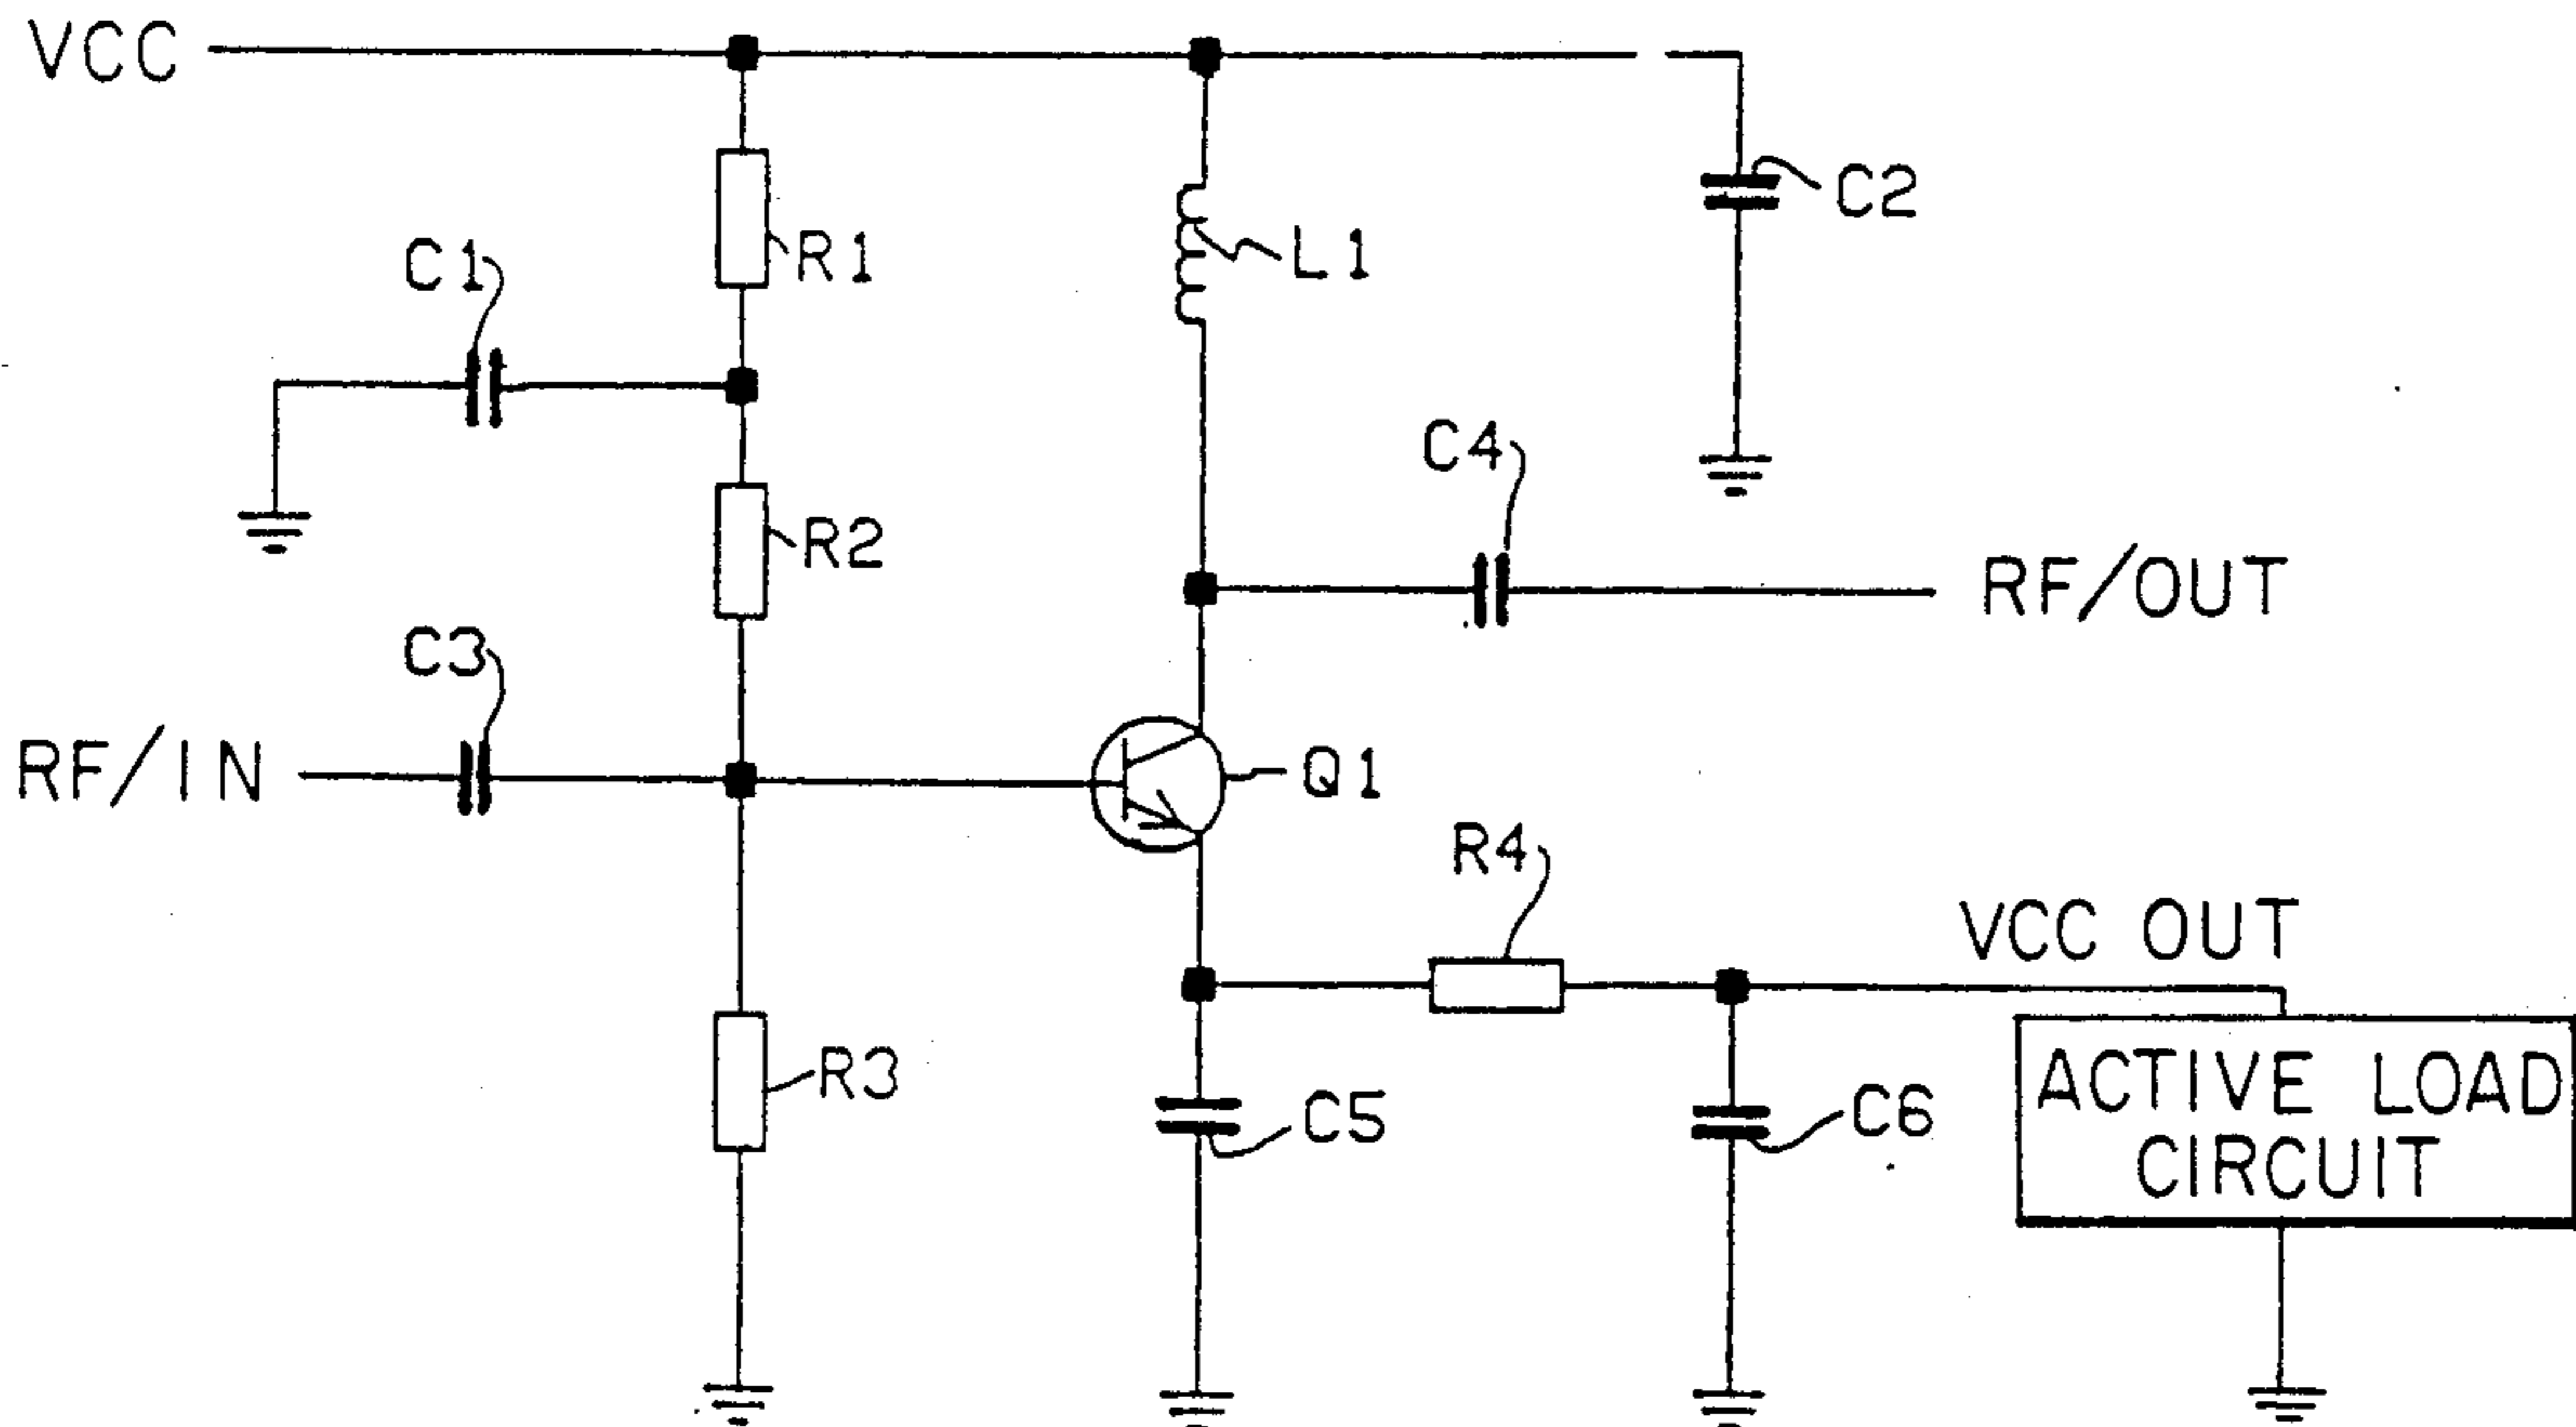 VCC
R1
C1
L1
C2
C4
R2
RF/OUT
C3
RF/IN
Q1
R4
VCC OUT
R3
C5
C6
ACTIVE LOAD
CIRCUIT